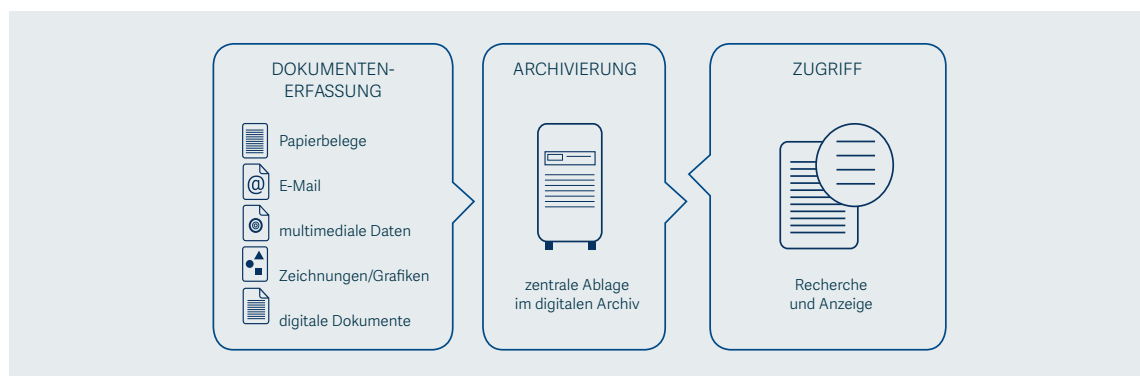 DOKUMENTEN-
ERFASSUNG
Papierbelege
@
E-Mail
multimediale Daten
Zeichnungen/Grafiken
digitale Dokumente
ARCHIVIERUNG
zentrale Ablage
im digitalen Archiv
ZUGRIFF
Recherche
und Anzeige